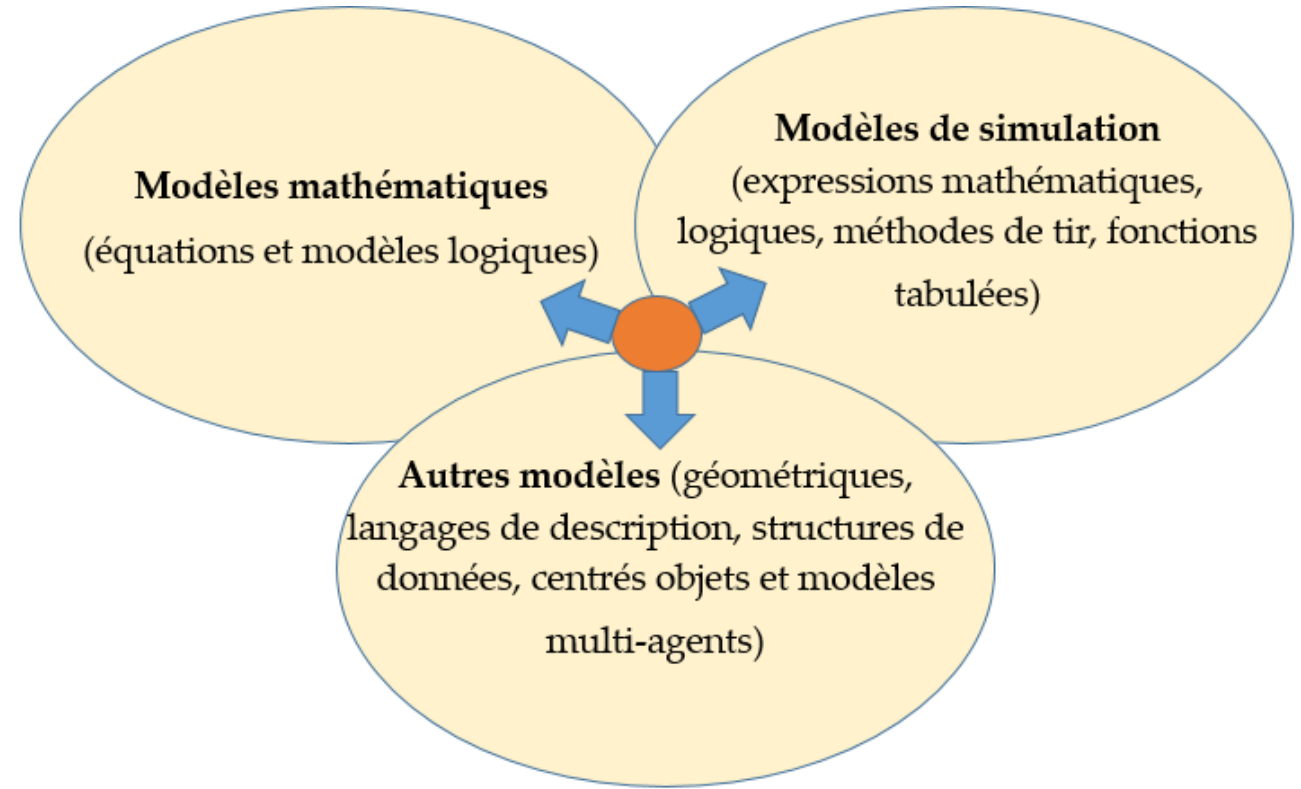 Modèles mathématiques
(équations et modèles logiques)
Modèles de simulation
(expressions mathématiques,
logiques, méthodes de tir, fonctions
tabulées)
Autres modèles (géométriques,
langages de description, structures de
données, centrés objets et modèles
multi-agents)